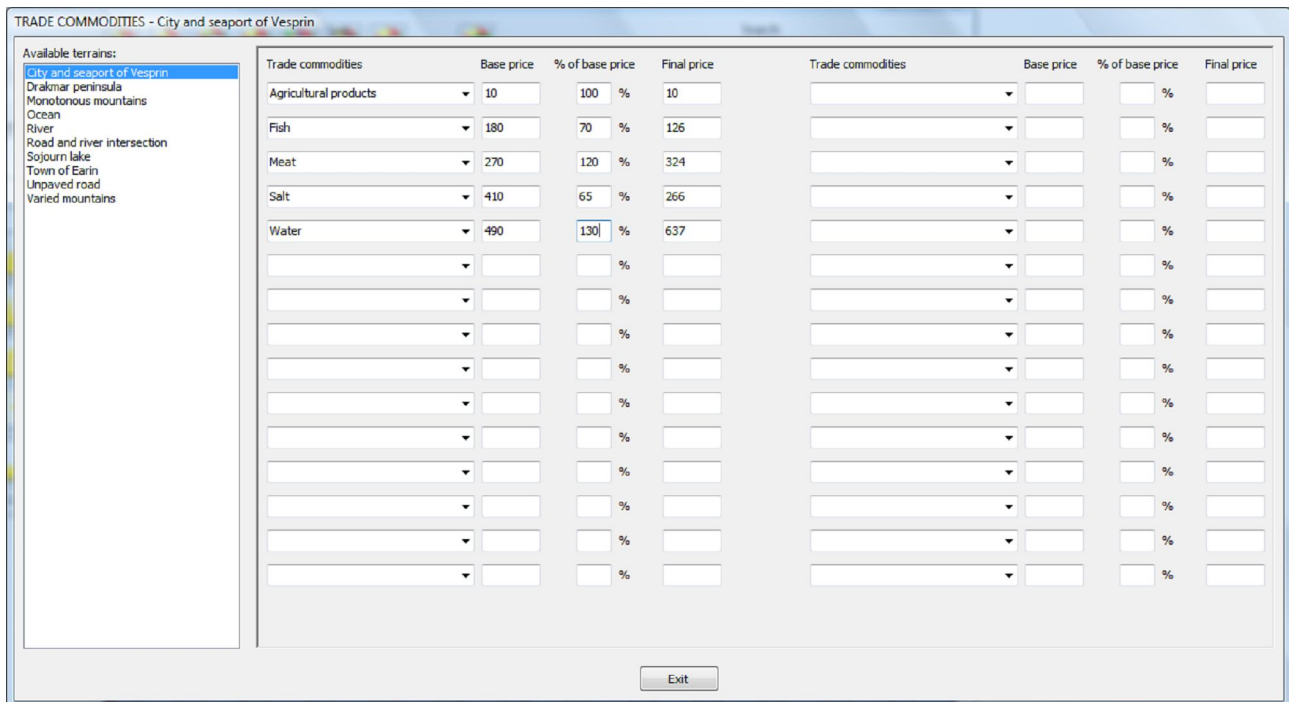 TRADE COMMODITIES - City and seaport of Vesprin
Available terrains:
City and seaport of Vesprin
Drakmar peninsula
Monotonous mountains
Ocean
River
Road and river intersection
Sojourn lake
Town of Earin
Unpaved road
Varied mountains
Trade commodities Base price % of base price Final price Trade commodities Base price % of base price Final price
Agricultural products 10 100 % 10 %
Fish 180 70 % 126 %
Meat 270 120 % 324 %
Salt 410 65 % 266 %
Water 490 130 % 637 %
% %
% %
% %
% %
% %
% %
% %
% %
% %
% %
Exit